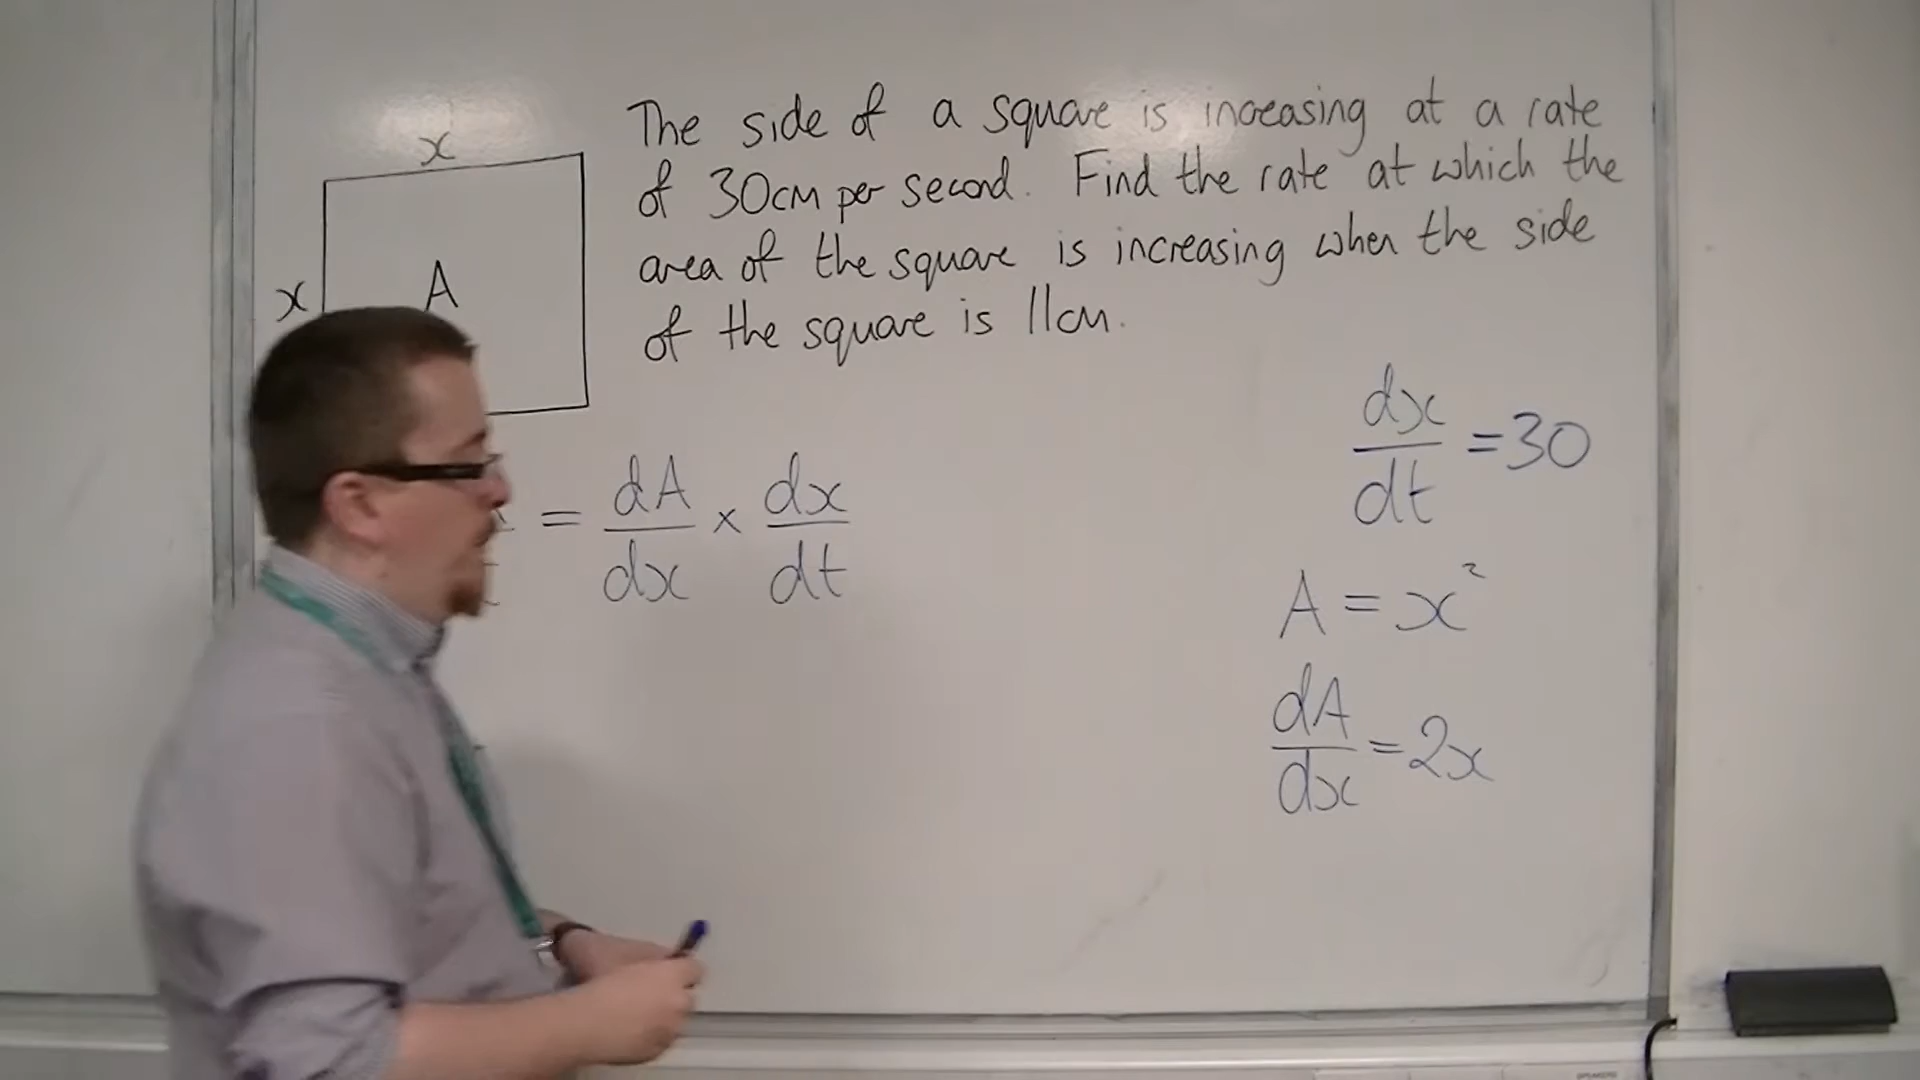 x
The side of a square is increasing at a rate
of 30cm per second. Find the rate at which the
area of the square is increasing when the side
of the square is 11cm.
x
A
dx/dt = 30
= dA/dx × dx/dt
A = x²
dA/dx = 2x